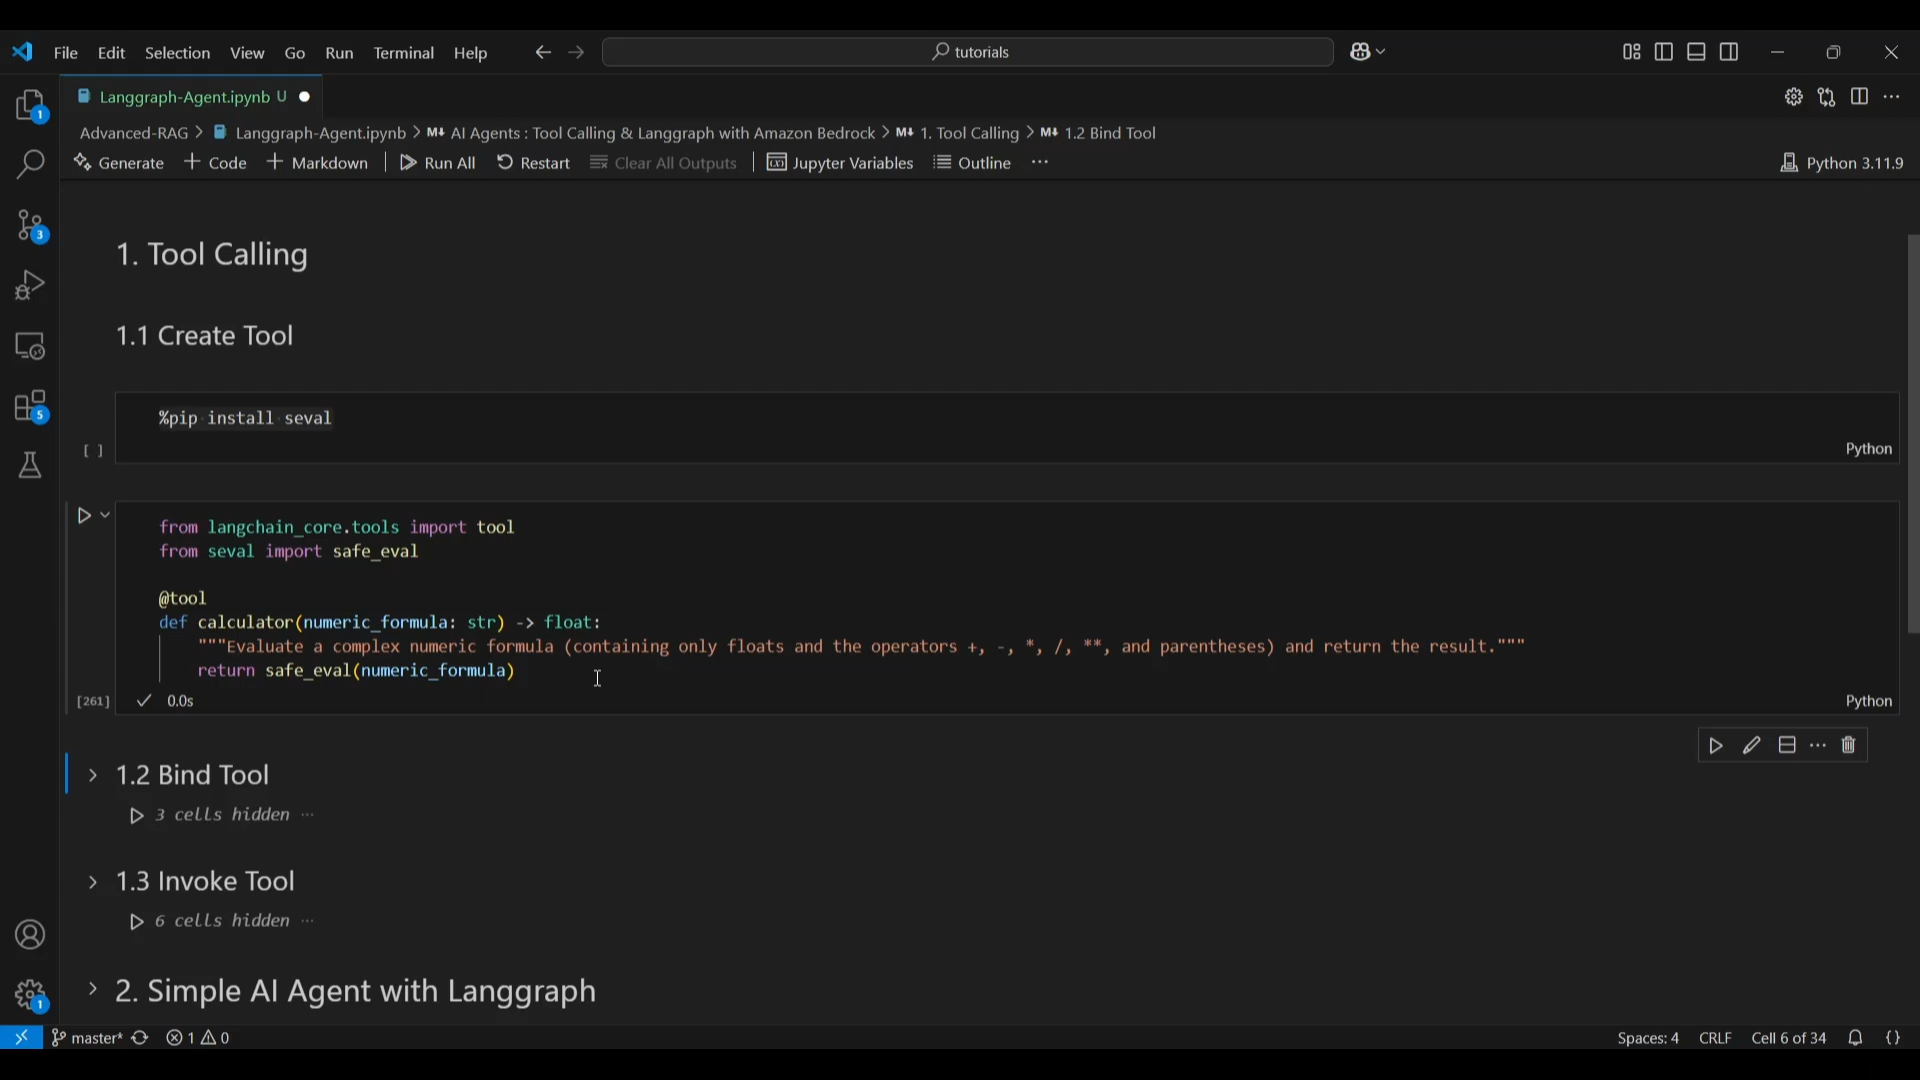 File Edit Selection View Go Run Terminal Help tutorials
Langgraph-Agent.ipynb U
Advanced-RAG > Langgraph-Agent.ipynb > M↓ AI Agents : Tool Calling & Langgraph with Amazon Bedrock > M↓ 1. Tool Calling > M↓ 1.2 Bind Tool
Generate + Code + Markdown Run All Restart Clear All Outputs Jupyter Variables Outline ··· Python 3.11.9
1
3
5
1
1. Tool Calling
1.1 Create Tool
%pip install seval
[ ] Python
from langchain_core.tools import tool
from seval import safe_eval
@tool
def calculator(numeric_formula: str) -> float:
"""Evaluate a complex numeric formula (containing only floats and the operators +, -, *, /, **, and parentheses) and return the result."""
return safe_eval(numeric_formula)
[261] ✓ 0.0s Python
1.2 Bind Tool
3 cells hidden ···
1.3 Invoke Tool
6 cells hidden ···
2. Simple AI Agent with Langgraph
master* 1 0 Spaces: 4 CRLF Cell 6 of 34 {}